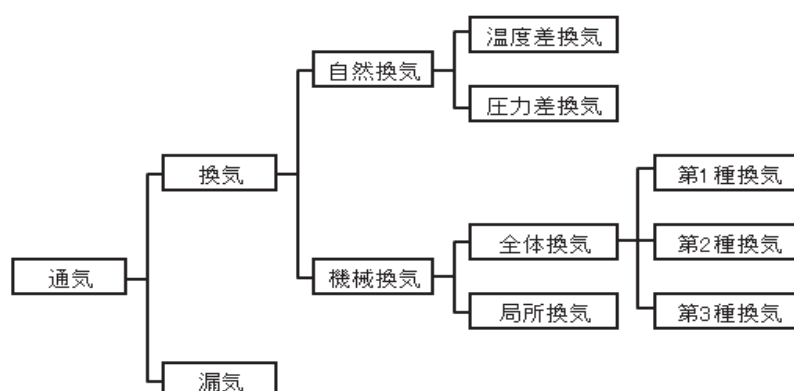 温度差換気
自然換気
圧力差換気
換気
第1種換気
全体換気
第2種換気
通気
機械換気
局所換気
第3種換気
漏気